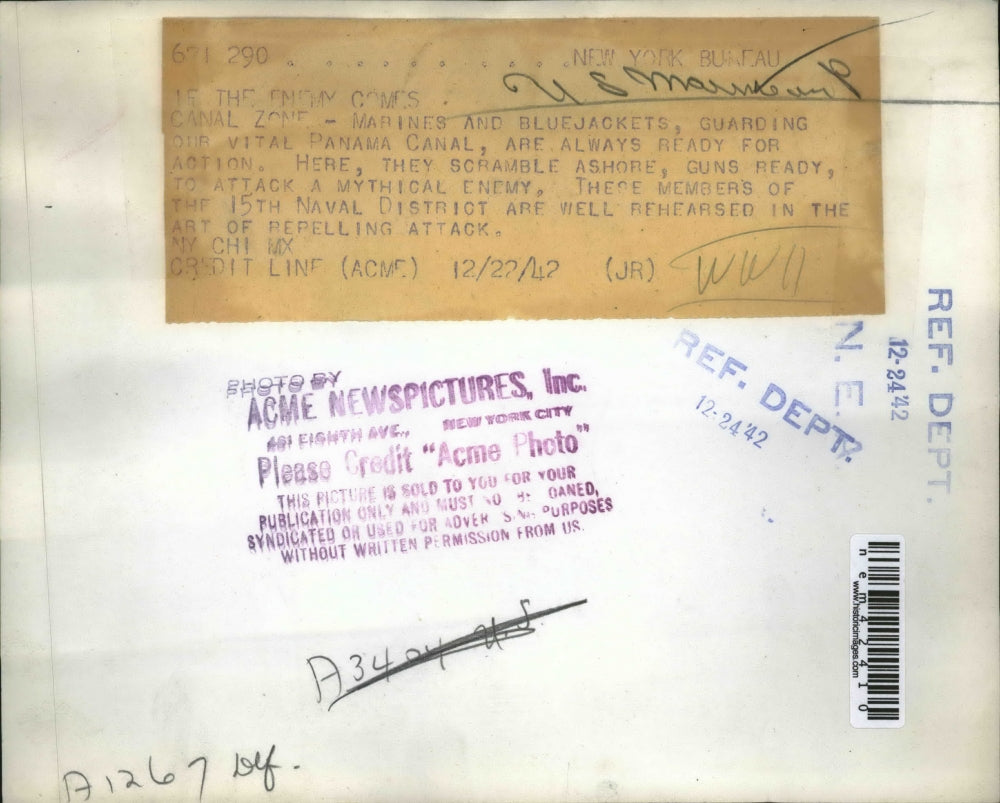 671 290 . . . . . . . . . . . NEW YORK BUREAU
U S Marine
IF THE ENEMY COMES
CANAL ZONE - MARINES AND BLUEJACKETS, GUARDING
OUR VITAL PANAMA CANAL, ARE ALWAYS READY FOR
ACTION. HERE, THEY SCRAMBLE ASHORE, GUNS READY,
TO ATTACK A MYTHICAL ENEMY. THESE MEMBERS OF
THE 15TH NAVAL DISTRICT ARE WELL REHEARSED IN THE
ART OF REPELLING ATTACK.
NY CHI MX
CREDIT LINE (ACME) 12/22/42 (JR)
WWII
PHOTO BY
ACME NEWSPICTURES, Inc.
461 EIGHTH AVE., NEW YORK CITY
Please Credit "Acme Photo"
THIS PICTURE IS SOLD TO YOU FOR YOUR
PUBLICATION ONLY AND MUST NOT BE LOANED,
SYNDICATED OR USED FOR ADVERTISING PURPOSES
WITHOUT WRITTEN PERMISSION FROM US.
REF. DEPT.
12-24'42
N. E.
12-24'42
REF. DEPT.
nem42410
www.historicimages.com
U.S
A1267